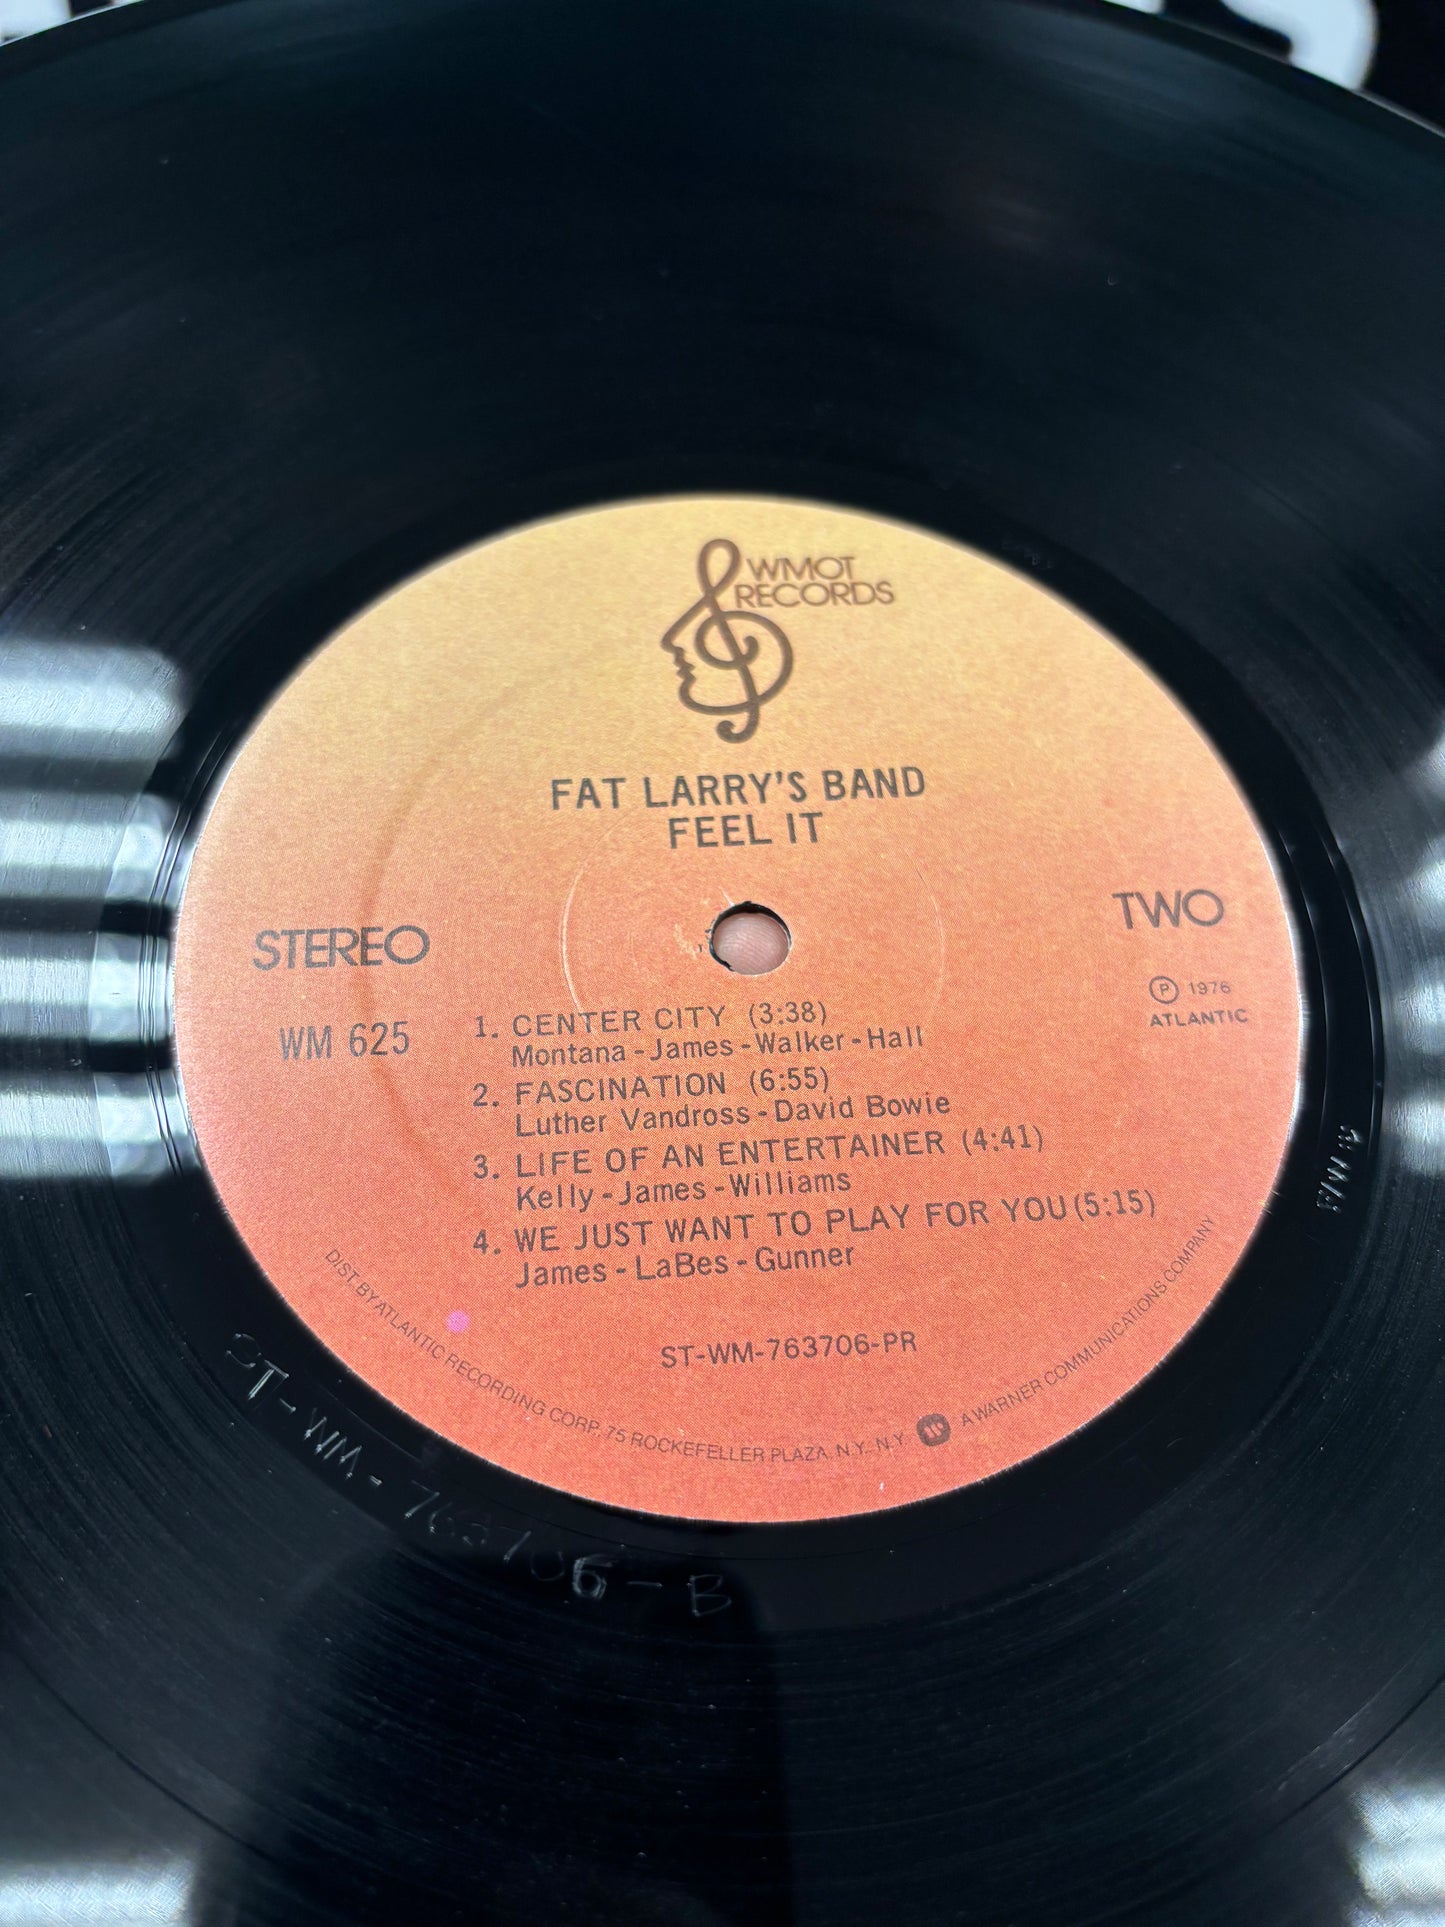 WMOT
RECORDS
FAT LARRY'S BAND
FEEL IT
STEREO
TWO
WM 625
Ⓟ 1976
ATLANTIC
1. CENTER CITY (3:38)
Montana - James - Walker - Hall
2. FASCINATION (6:55)
Luther Vandross - David Bowie
3. LIFE OF AN ENTERTAINER (4:41)
Kelly - James - Williams
4. WE JUST WANT TO PLAY FOR YOU (5:15)
James - LaBes - Gunner
ST-WM-763706-PR
DIST. BY ATLANTIC RECORDING CORP., 75 ROCKEFELLER PLAZA, N.Y., N.Y. A WARNER COMMUNICATIONS COMPANY
ST-WM-763706-B